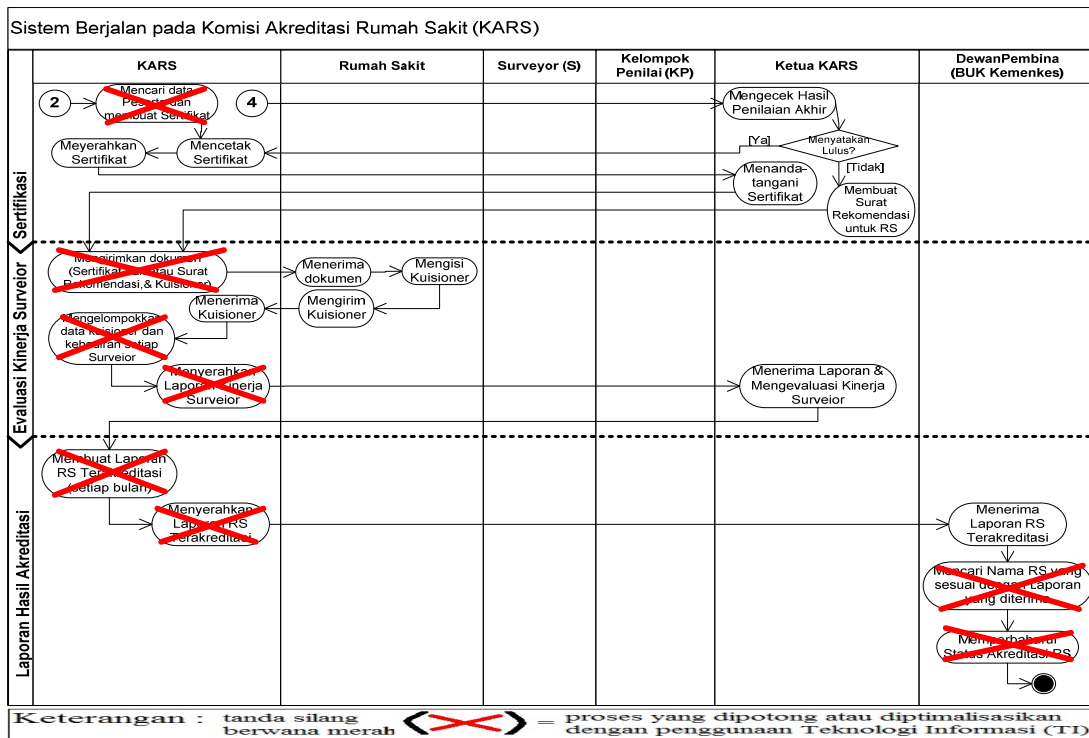 Sistem Berjalan pada Komisi Akreditasi Rumah Sakit (KARS)
KARS
Rumah Sakit
Surveyor (S)
Kelompok
Penilai (KP)
Ketua KARS
DewanPembina
(BUK Kemenkes)
Sertifikasi
2
Mencari data
Peserta dan
membuat Sertifikat
4
Mengecek Hasil
Penilaian Akhir
Meyerahkan
Sertifikat
Mencetak
Sertifikat
[Ya]
Menyatakan
Lulus?
[Tidak]
Menanda-
tangani
Sertifikat
Membuat
Surat
Rekomendasi
untuk RS
Evaluasi Kinerja Surveior
Mengirimkan dokumen
(Sertifikat atau Surat
Rekomendasi,& Kuisioner)
Menerima
dokumen
Mengisi
Kuisioner
Menerima
Kuisioner
Mengirim
Kuisioner
Mengelompokkan
data kuisioner dan
kehadiran setiap
Surveior
Menyerahkan
Laporan Kinerja
Surveior
Menerima Laporan &
Mengevaluasi Kinerja
Surveior
Laporan Hasil Akreditasi
Membuat Laporan
RS Terakreditasi
(setiap bulan)
Menyerahkan
Laporan RS
Terakreditasi
Menerima
Laporan RS
Terakreditasi
Mencari Nama RS yang
sesuai dengan Laporan
yang diterima
Memperbaharui
Status Akreditasi RS
Keterangan : tanda silang
berwana merah
( ) = proses yang dipotong atau diptimalisasikan
dengan penggunaan Teknologi Informasi (TI)